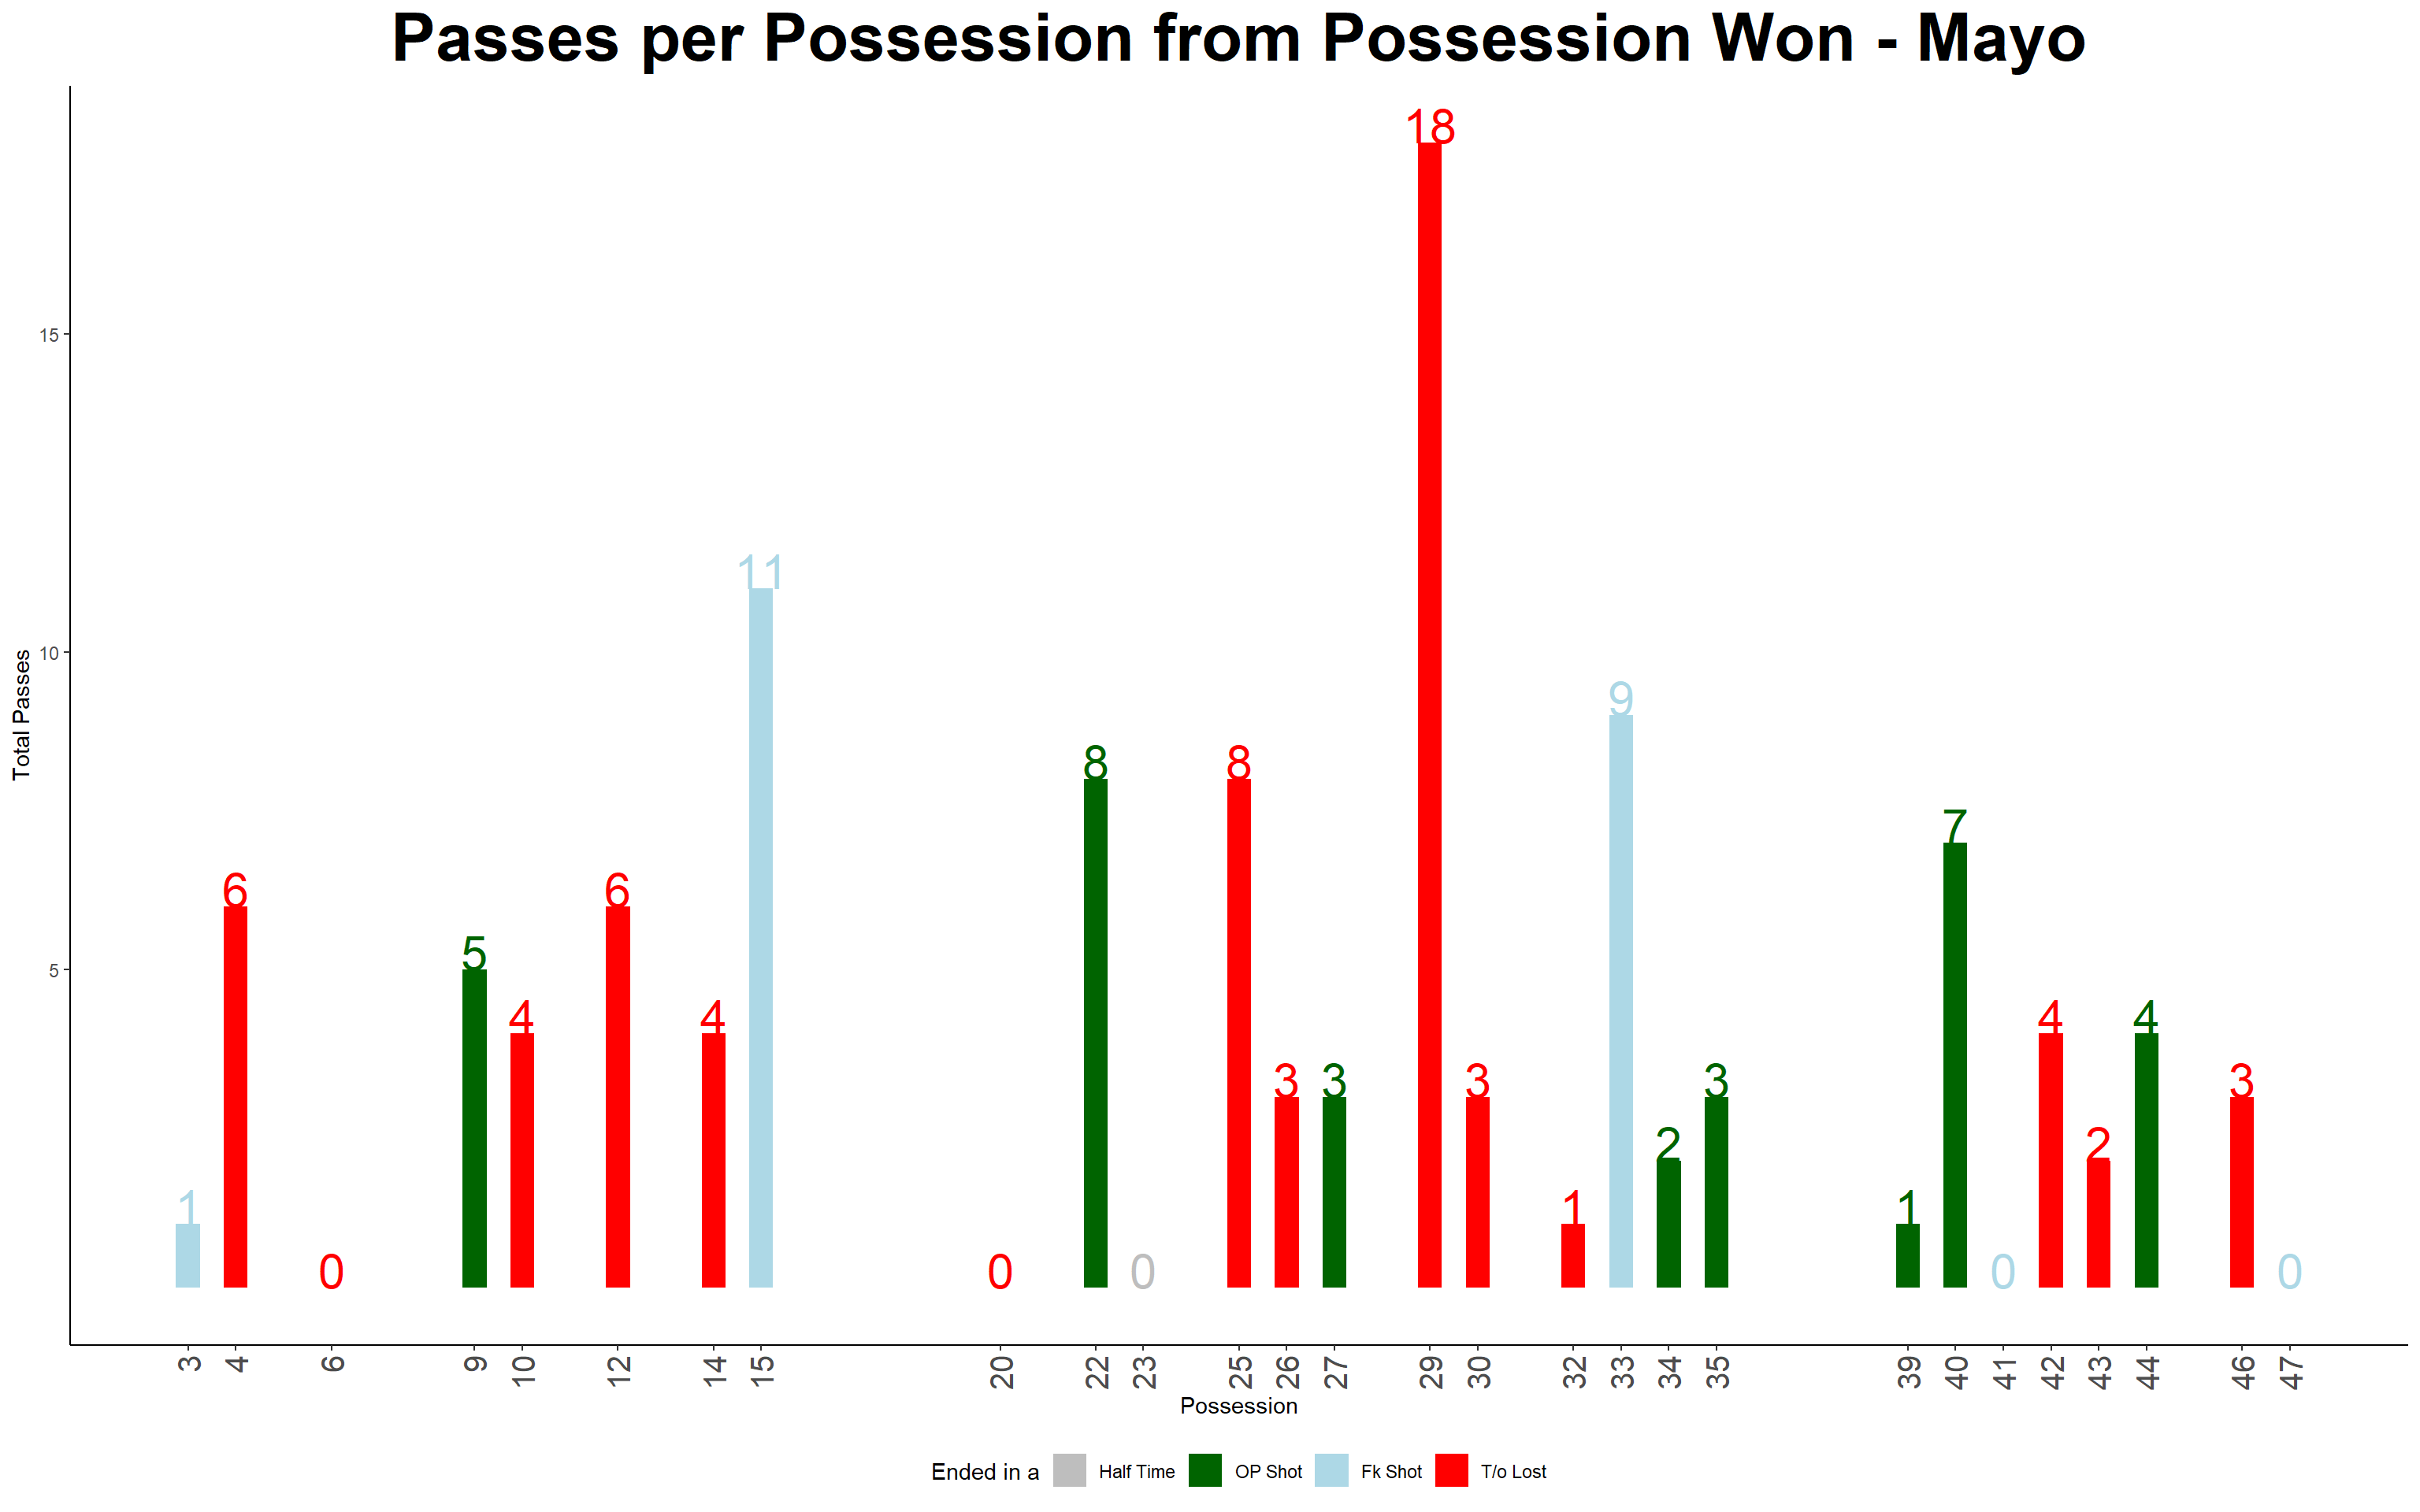 Passes per Possession from Possession Won - Mayo
18
15
11
10
9
8 8
7
6 6
5
5
4 4 4 4
3 3 3 3 3
2 2
1 1 1
0 0 0 0 0
Total Passes
3 4 6 9 10 12 14 15 20 22 23 25 26 27 29 30 32 33 34 35 39 40 41 42 43 44 46 47
Possession
Ended in a Half Time OP Shot Fk Shot T/o Lost